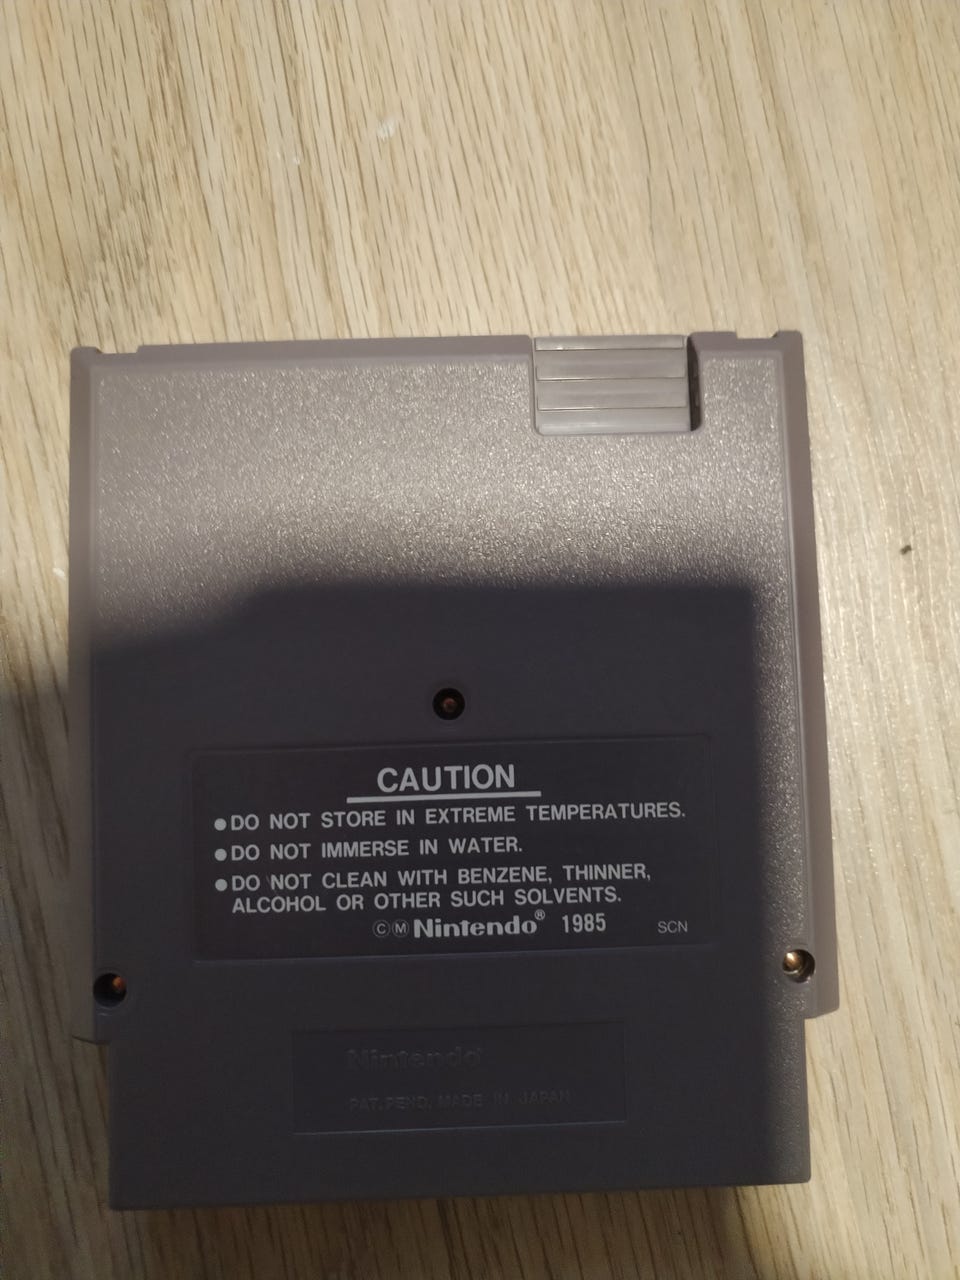 CAUTION
●DO NOT STORE IN EXTREME TEMPERATURES.
●DO NOT IMMERSE IN WATER.
●DO NOT CLEAN WITH BENZENE, THINNER,
ALCOHOL OR OTHER SUCH SOLVENTS.
ⒸⓂNintendo® 1985 SCN
Nintendo
PAT. PEND. MADE IN JAPAN